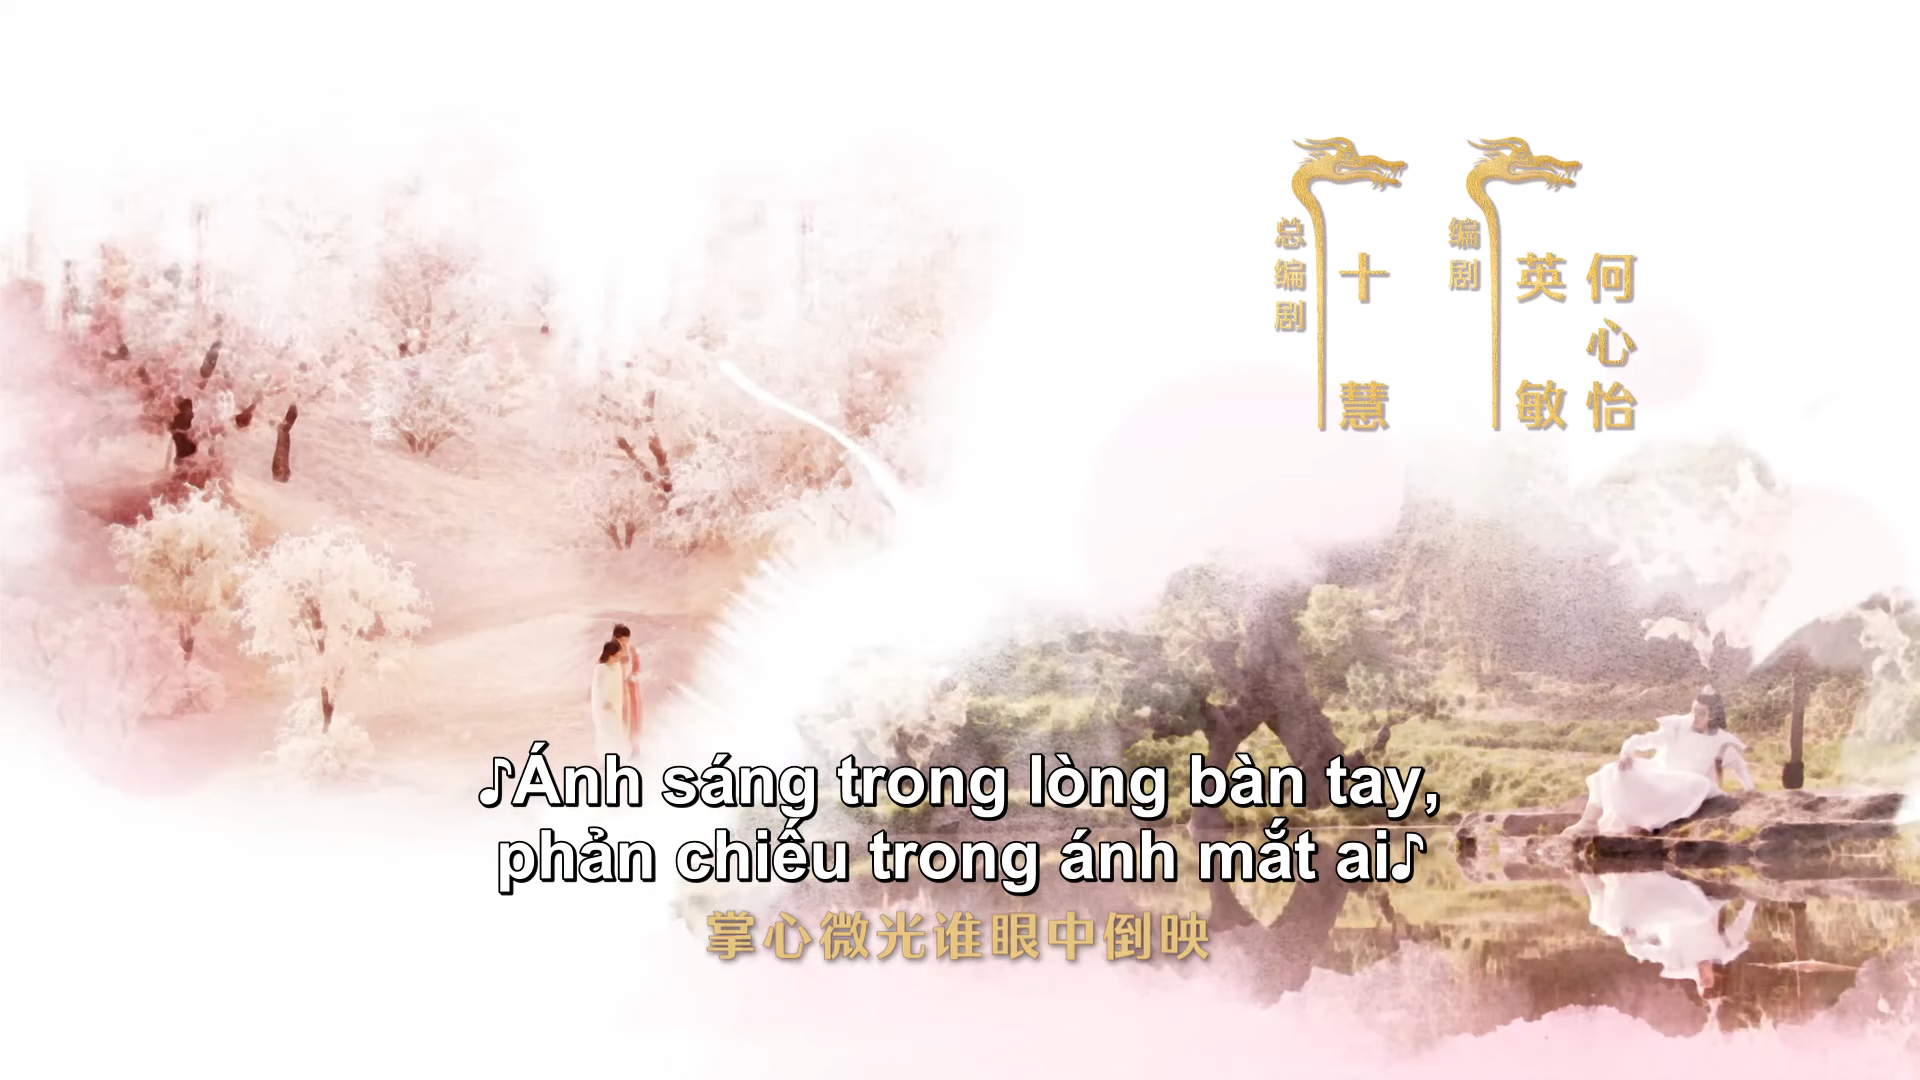 总编剧
十慧
编剧
英敏
何心怡
♪Ánh sáng trong lòng bàn tay,
phản chiếu trong ánh mắt ai♪
掌心微光谁眼中倒映